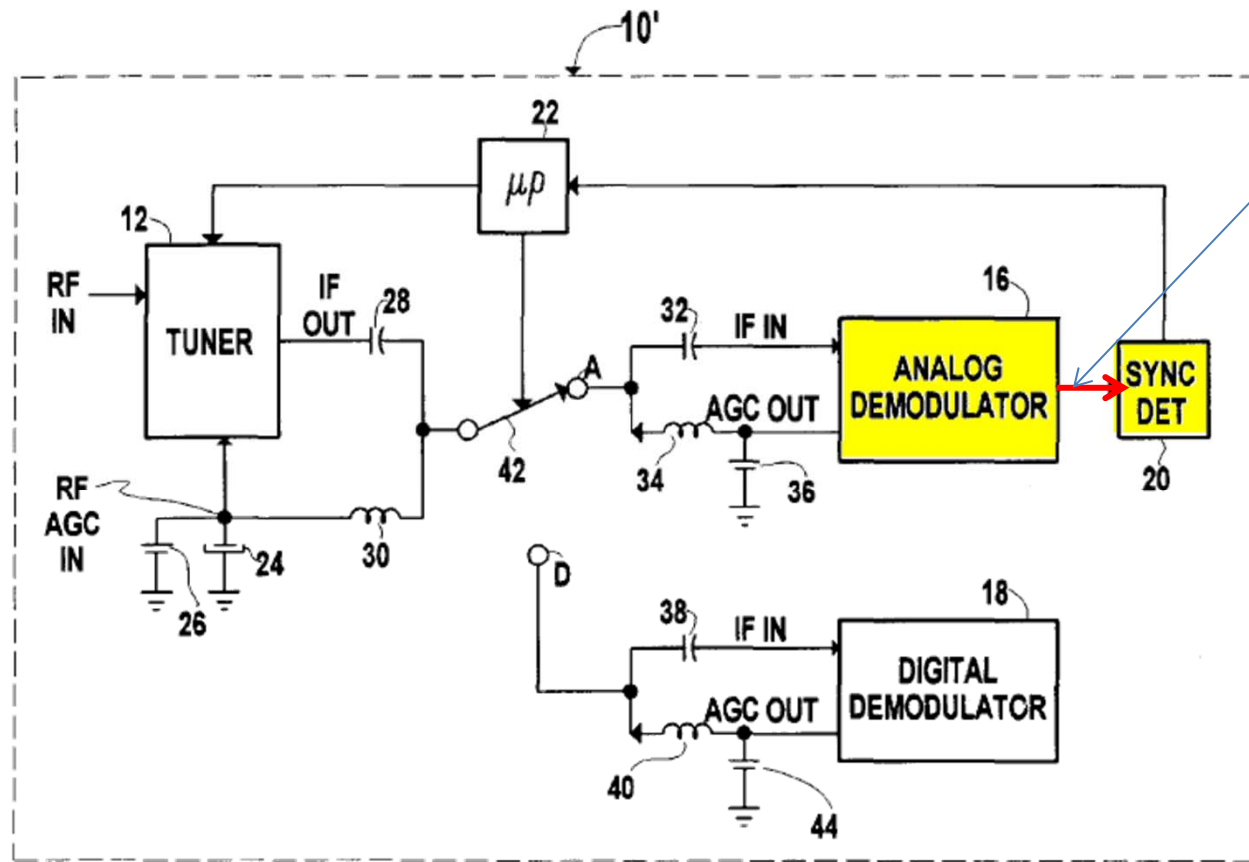 10'
22
μp
12
RF
IN
TUNER
IF
OUT
28
A
42
32
IF IN
16
ANALOG
DEMODULATOR
AGC OUT
34
36
SYNC
DET
20
RF
AGC
IN
26
24
30
D
38
IF IN
18
DIGITAL
DEMODULATOR
AGC OUT
40
44